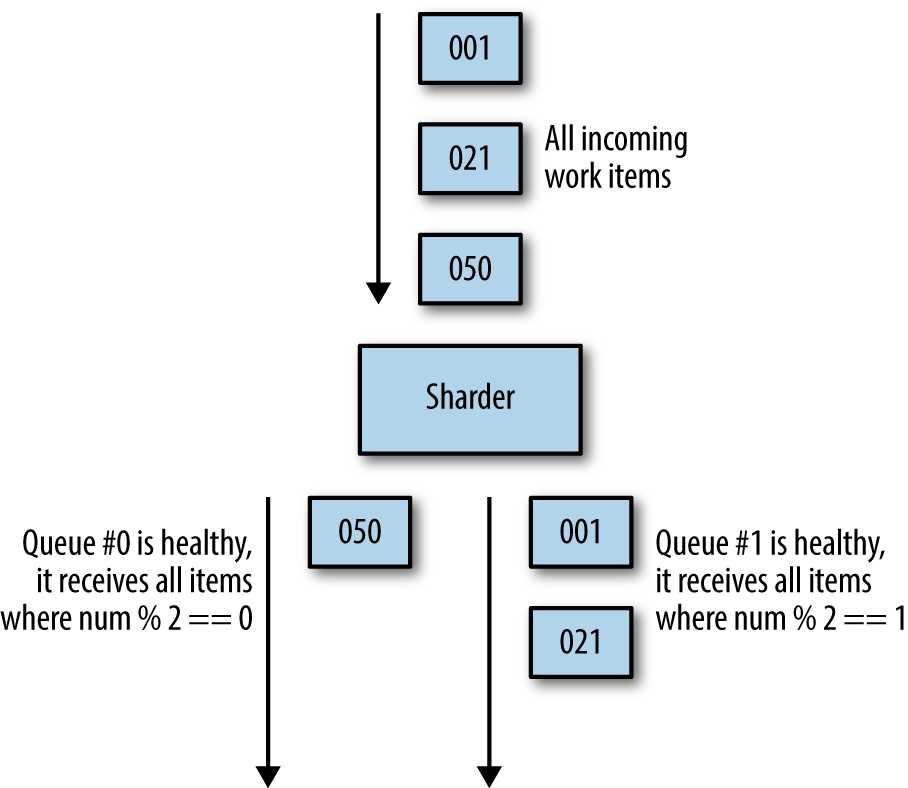 001
021
All incoming
work items
050
Sharder
050
Queue #0 is healthy,
it receives all items
where num % 2 == 0
001
021
Queue #1 is healthy,
it receives all items
where num % 2 == 1